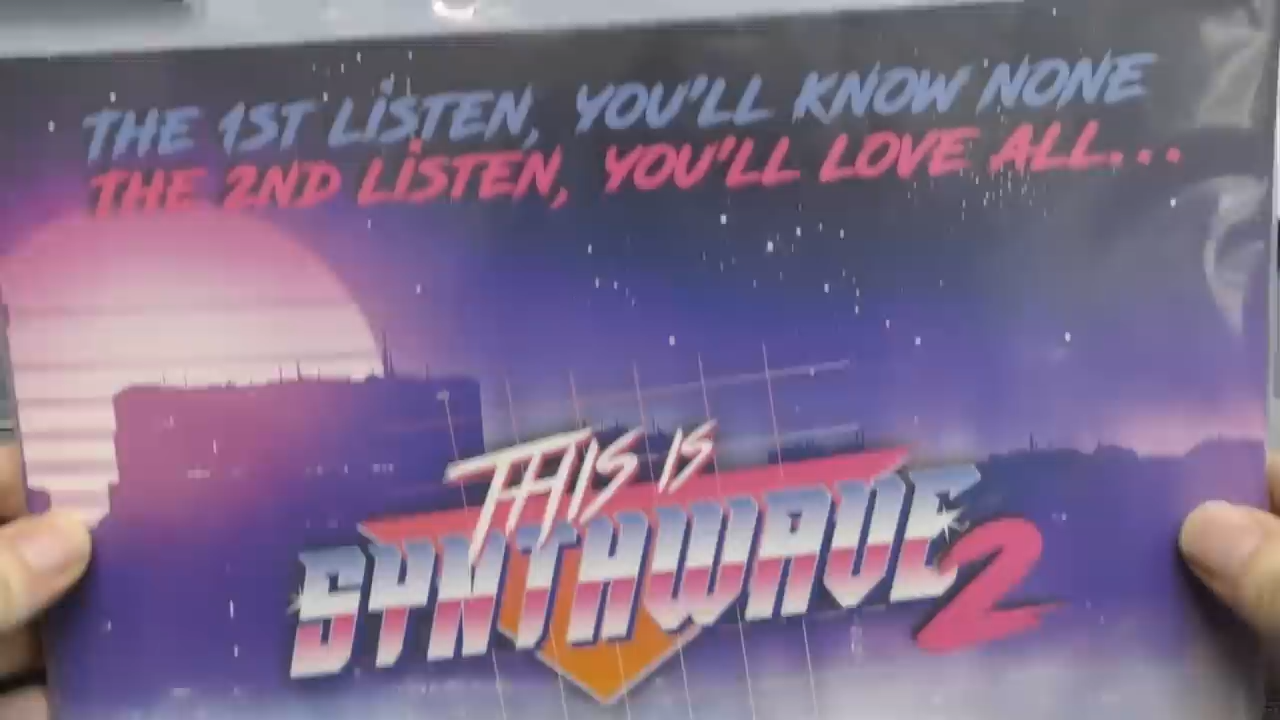 THE 1ST LISTEN, YOU'LL KNOW NONE
THE 2ND LISTEN, YOU'LL LOVE ALL...
THIS IS
SYNTHWAVE 2